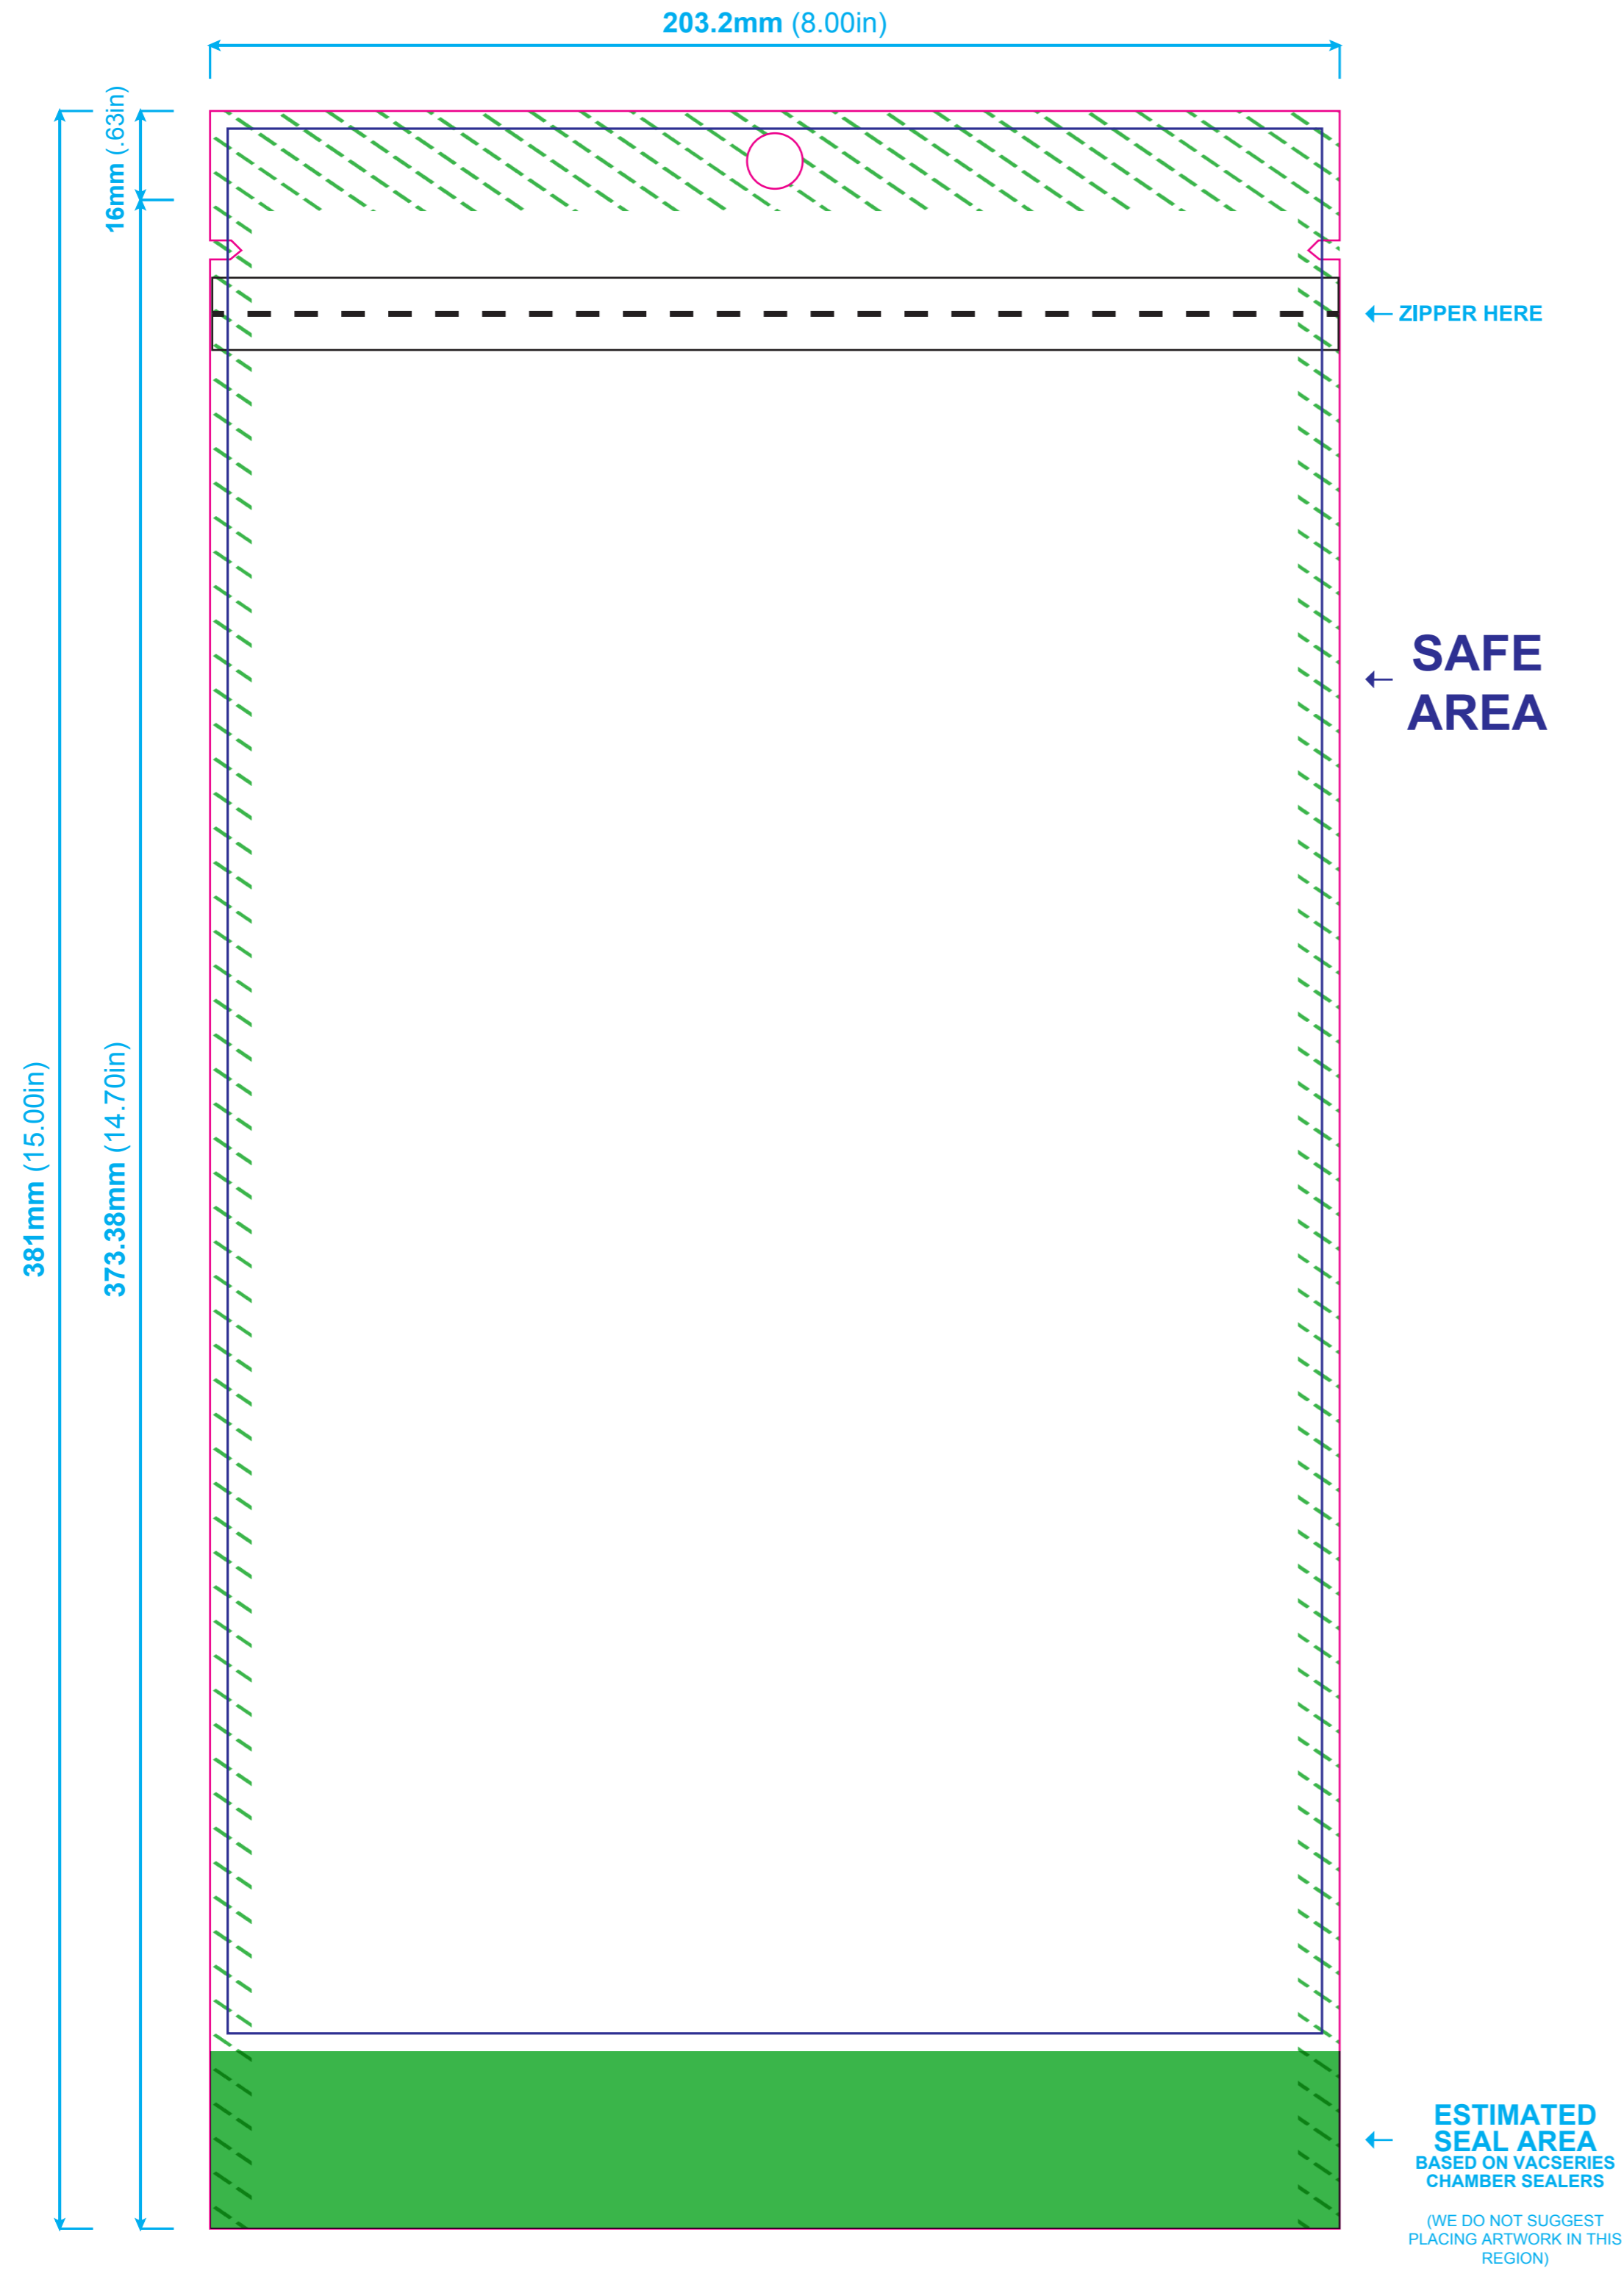 203.2mm (8.00in)
16mm (.63in)
ZIPPER HERE
SAFE
AREA
381mm (15.00in)
373.38mm (14.70in)
ESTIMATED
SEAL AREA
BASED ON VACSERIES
CHAMBER SEALERS
(WE DO NOT SUGGEST
PLACING ARTWORK IN THIS
REGION)